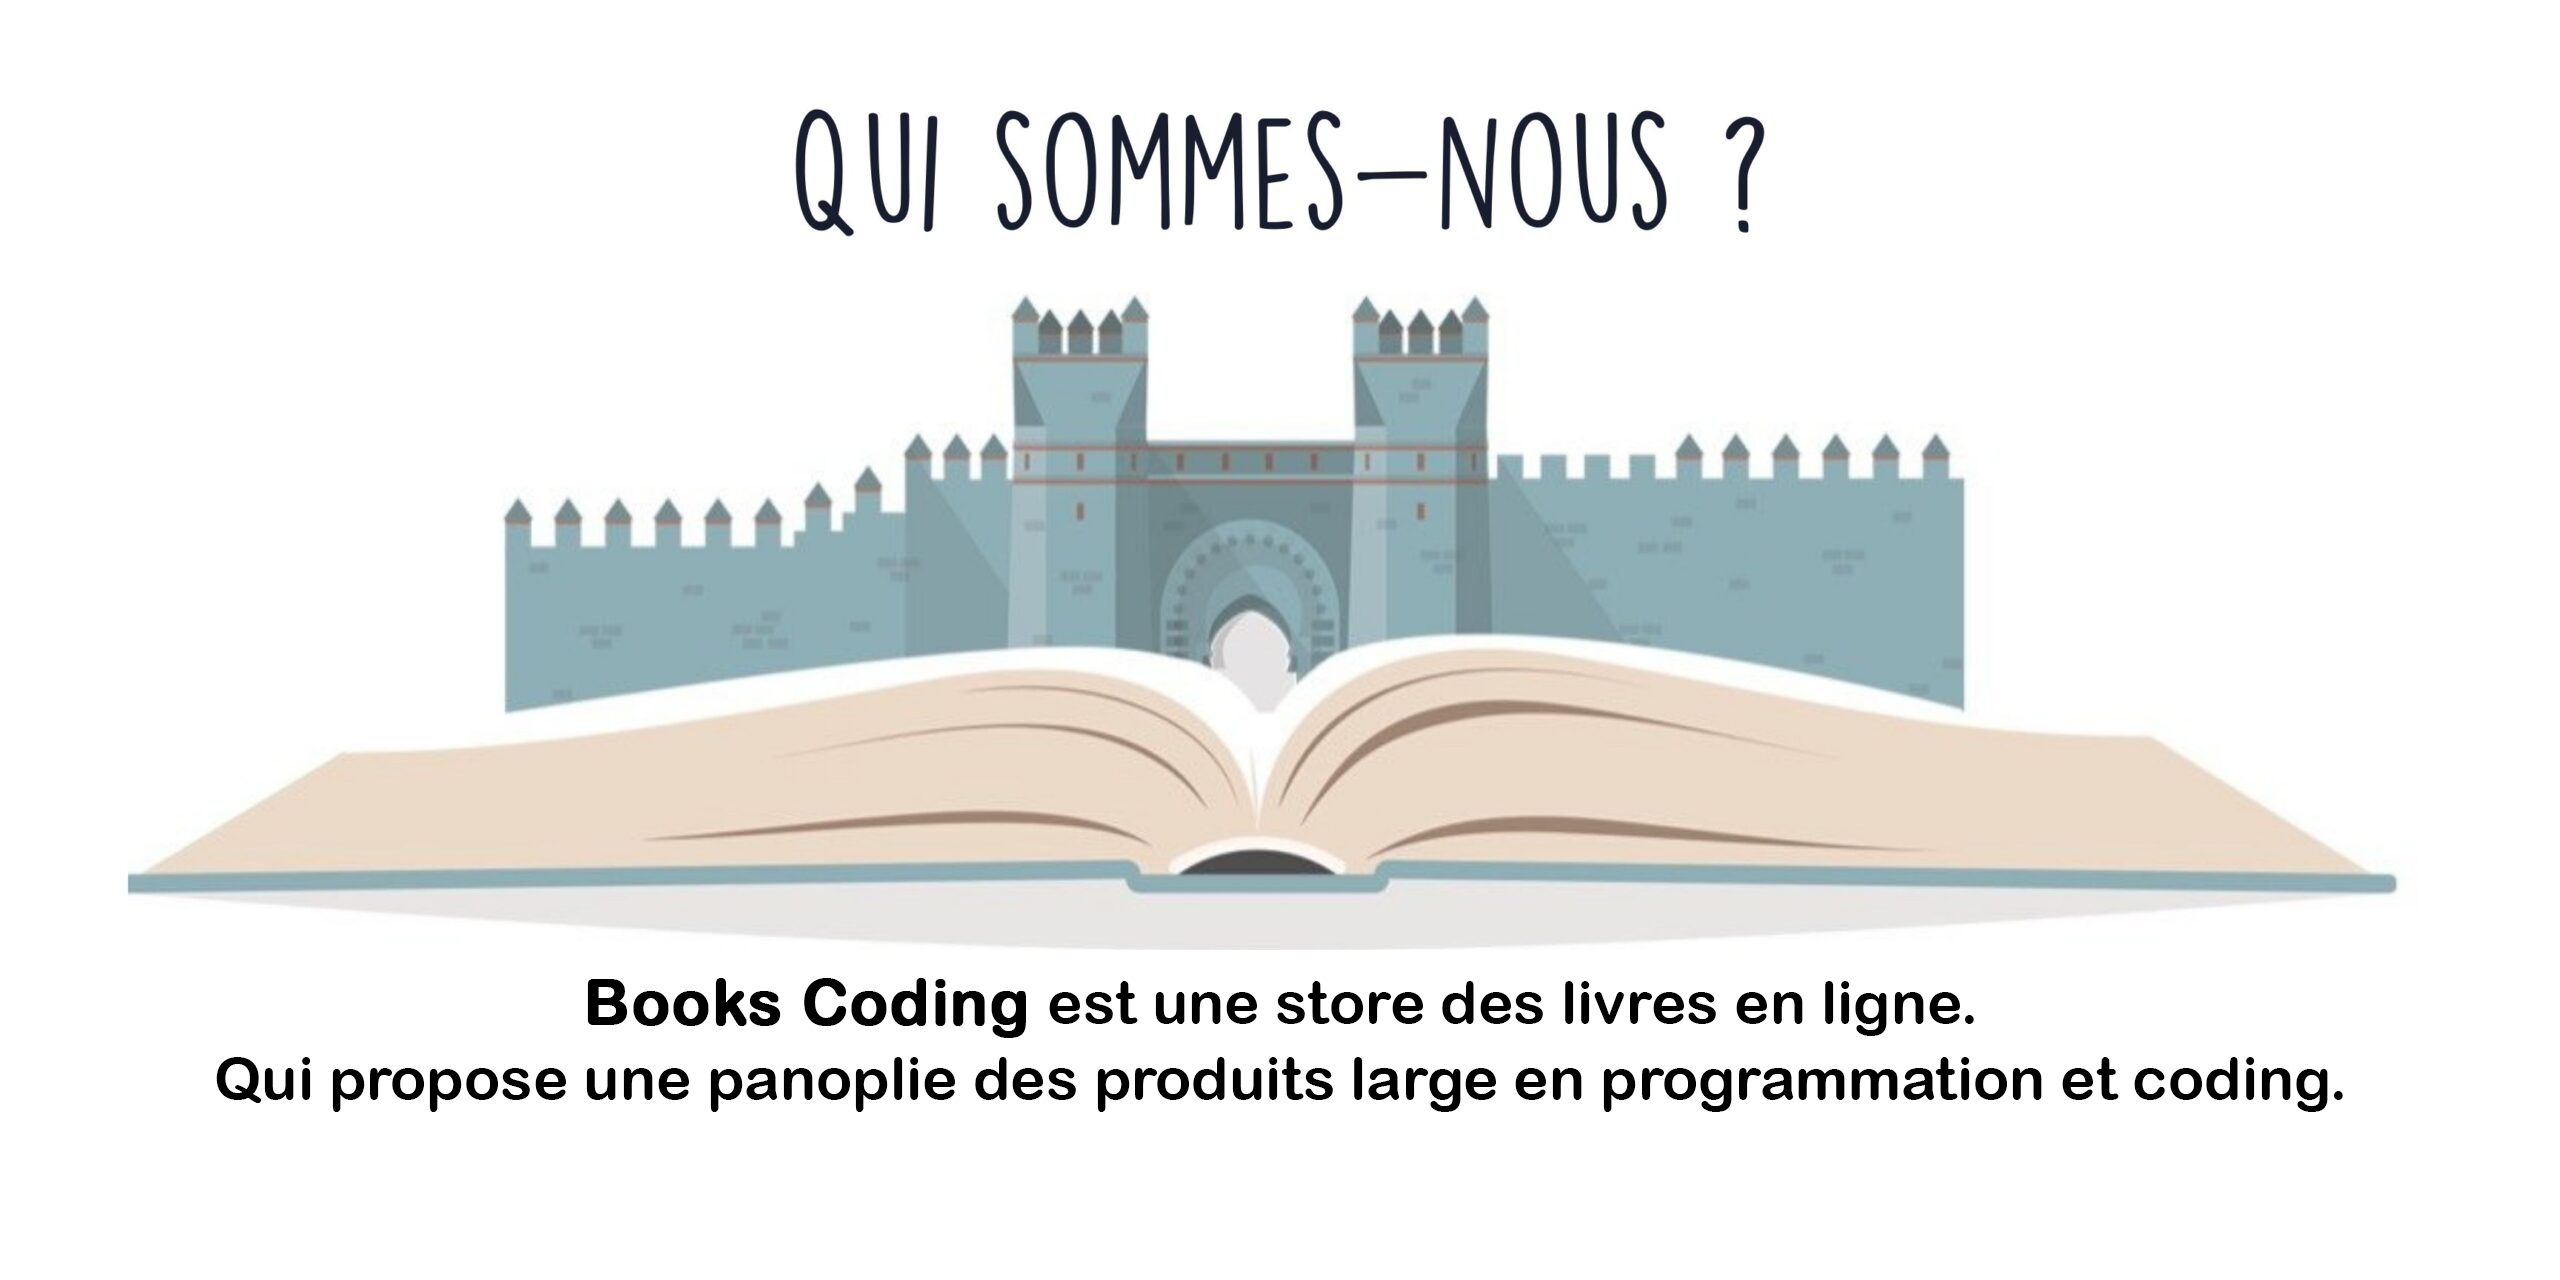 QUI SOMMES-NOUS ?
Books Coding est une store des livres en ligne.
Qui propose une panoplie des produits large en programmation et coding.